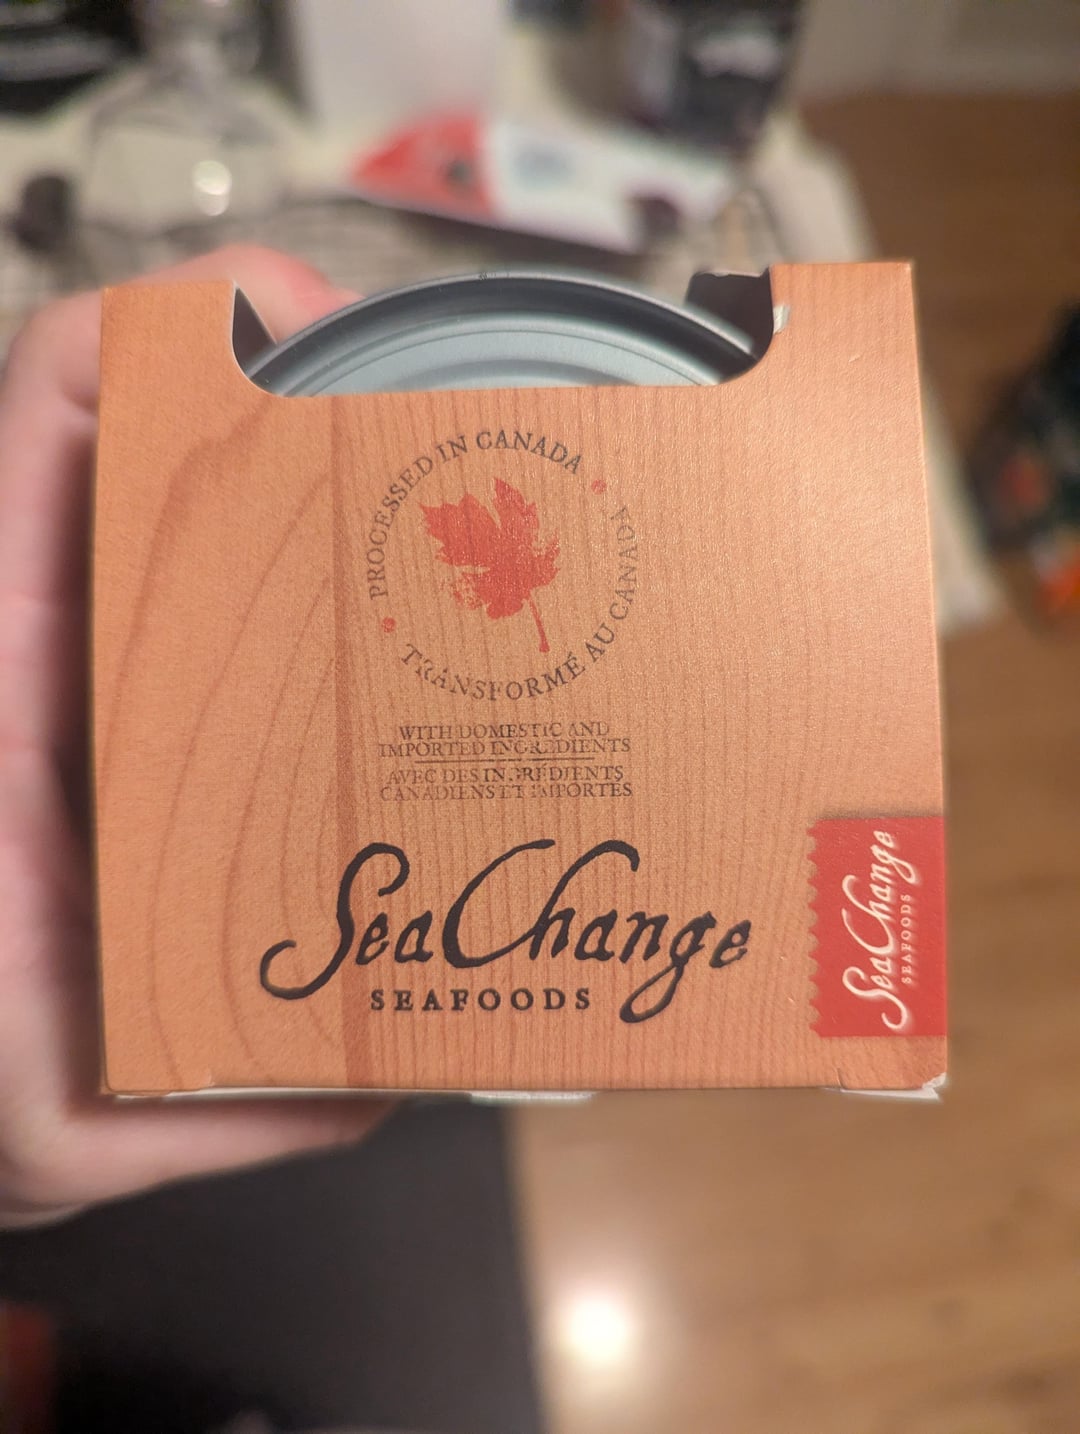 PROCESSED IN CANADA
TRANSFORMÉ AU CANADA
WITH DOMESTIC AND
IMPORTED INGREDIENTS
AVEC DES INGRÉDIENTS
CANADIENS ET IMPORTÉS
SeaChange
SEAFOODS
SeaChange
SEAFOODS